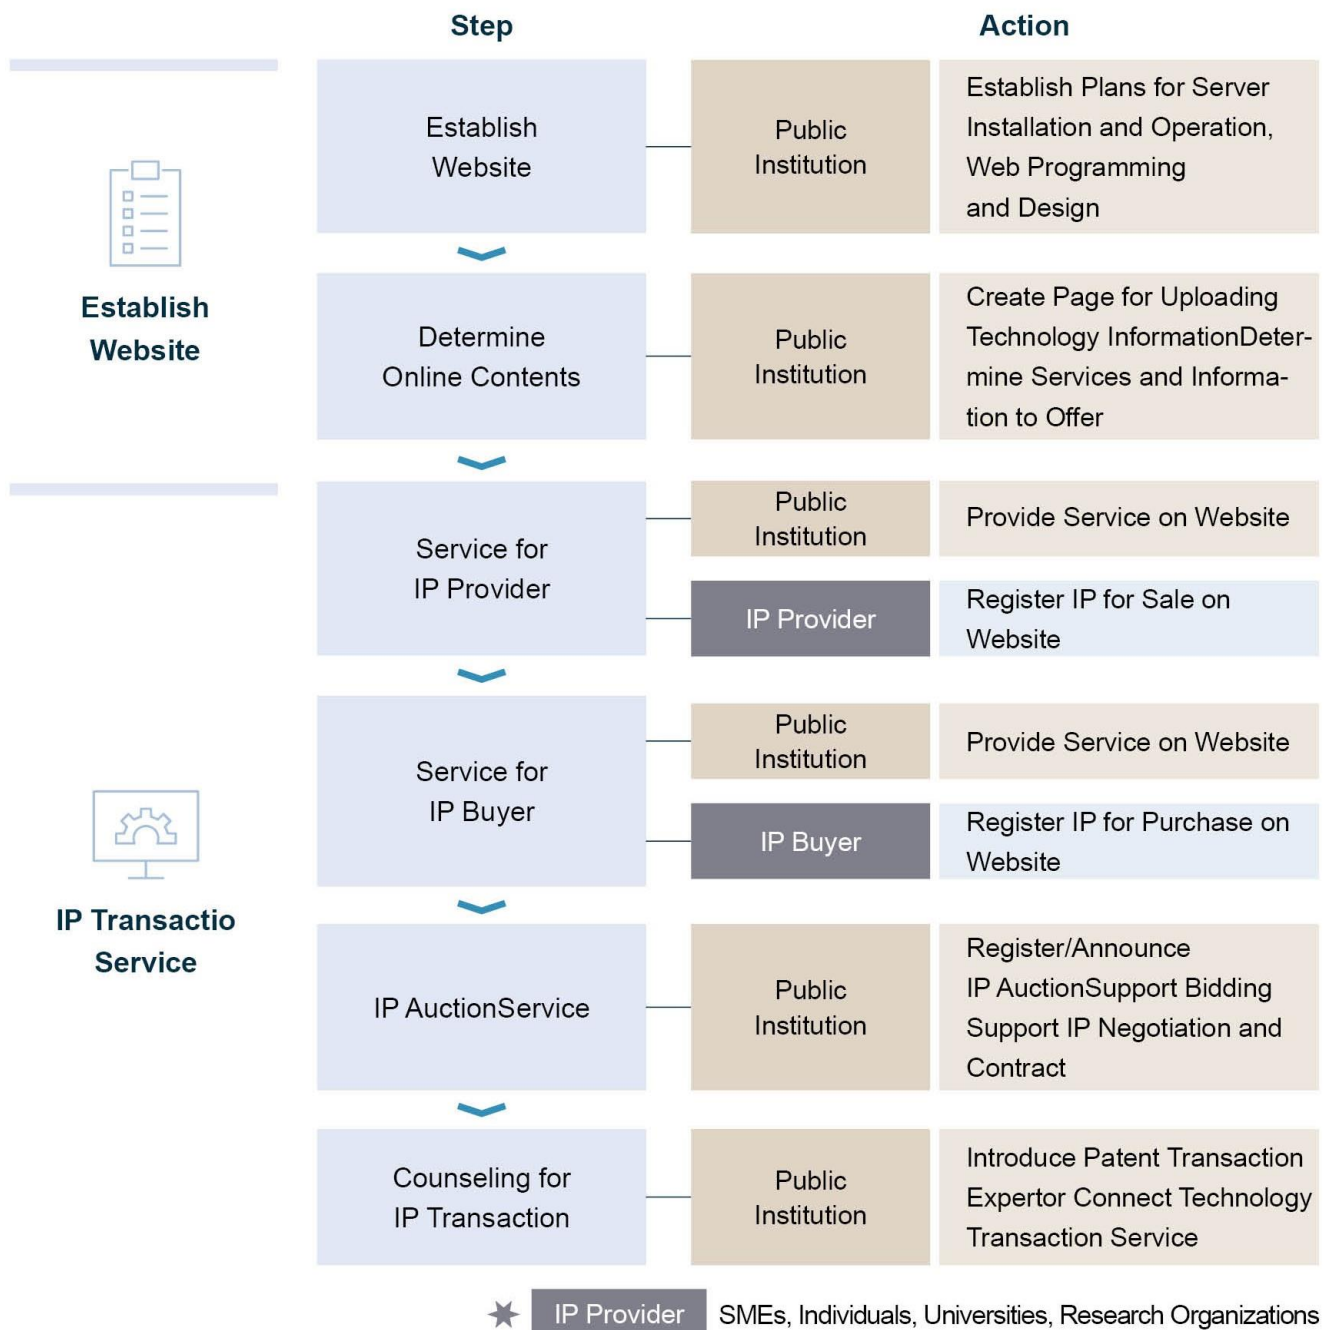 Step
Action
Establish
Website
Establish
Website
Public
Institution
Establish Plans for Server
Installation and Operation,
Web Programming
and Design
Determine
Online Contents
Public
Institution
Create Page for Uploading
Technology InformationDeter-
mine Services and Informa-
tion to Offer
IP Transactio
Service
Service for
IP Provider
Public
Institution
Provide Service on Website
IP Provider
Register IP for Sale on
Website
Service for
IP Buyer
Public
Institution
Provide Service on Website
IP Buyer
Register IP for Purchase on
Website
IP AuctionService
Public
Institution
Register/Announce
IP AuctionSupport Bidding
Support IP Negotiation and
Contract
Counseling for
IP Transaction
Public
Institution
Introduce Patent Transaction
Expertor Connect Technology
Transaction Service
IP Provider SMEs, Individuals, Universities, Research Organizations